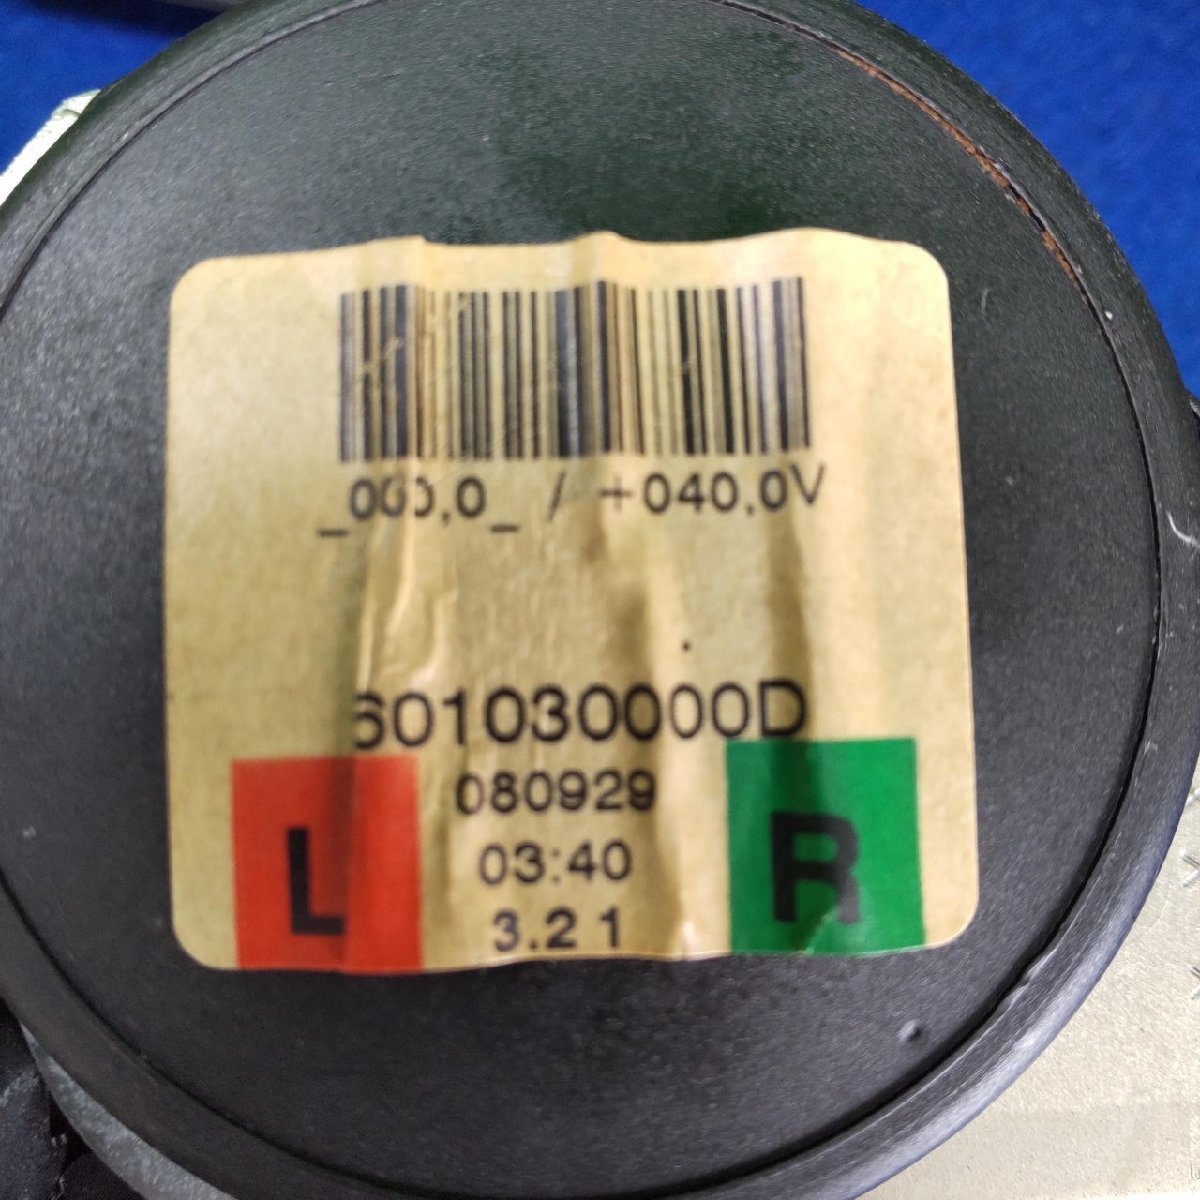 _000,0_ / +040,0V
601030000D
080929
L
R
03:40
3.21